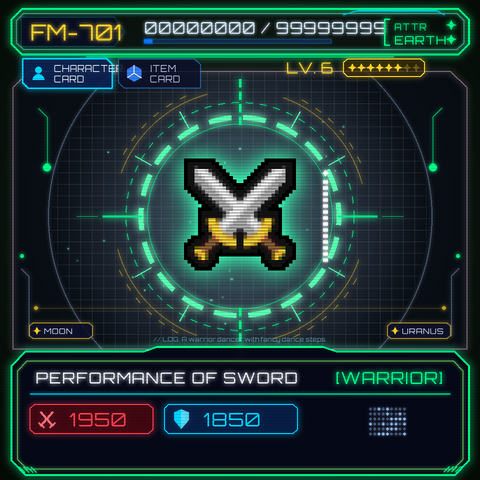 FM-701
00000000 / 99999999
ATTR
EARTH
CHARACTER
CARD
ITEM
CARD
LV. 6
MOON
URANUS
// LOG: A warrior dances with fancy dance steps.
PERFORMANCE OF SWORD
[WARRIOR]
1950
1850